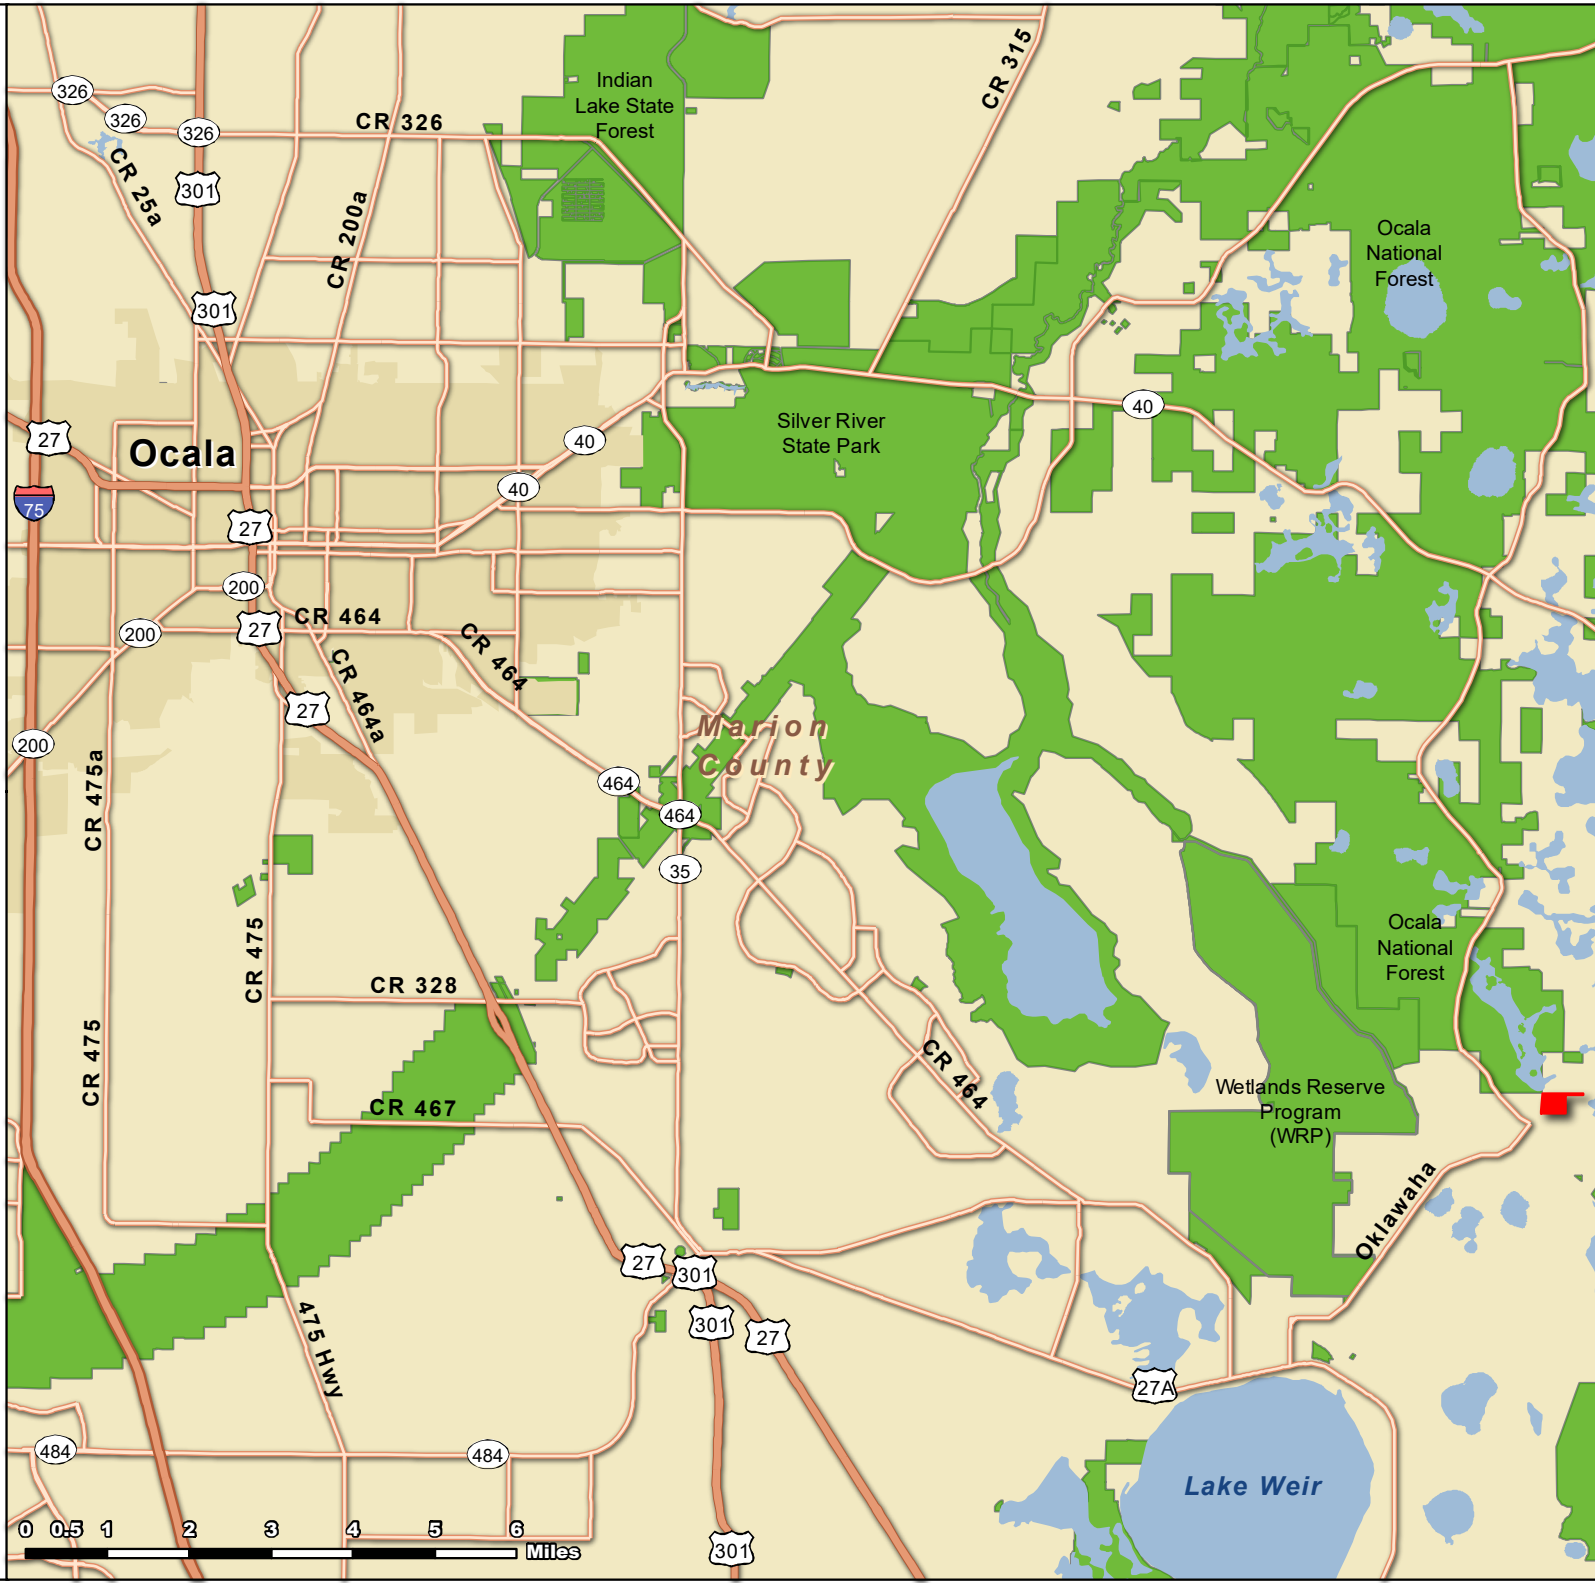 CR 315
Indian
Lake State
Forest
326
326
326
CR 326
CR 25a
301
CR 200a
Ocala
National
Forest
301
40
Silver River
State Park
27
Ocala
40
40
75
27
200
200
27
CR 464
CR 464
CR 464a
27
200
Marion
County
CR 475a
464
464
35
CR 475
Ocala
National
Forest
CR 328
CR 475
CR 464
Wetlands Reserve
Program
(WRP)
CR 467
Oklawaha
27
301
301
27
475 Hwy
27A
484
484
Lake Weir
0 0.5 1 2 3 4 5 6
Miles
301